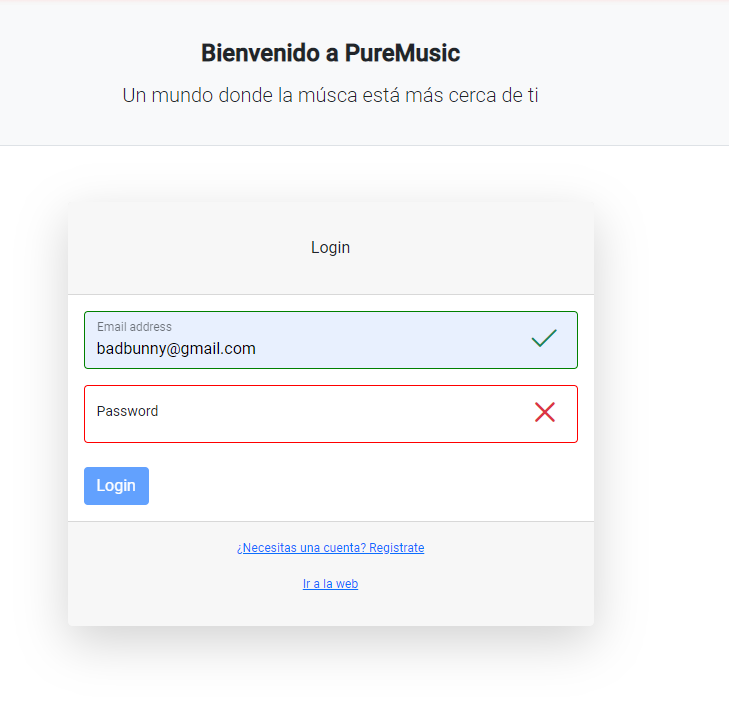 Bienvenido a PureMusic
Un mundo donde la músca está más cerca de ti
Login
Email address
badbunny@gmail.com
Password
Login
¿Necesitas una cuenta? Registrate
Ir a la web